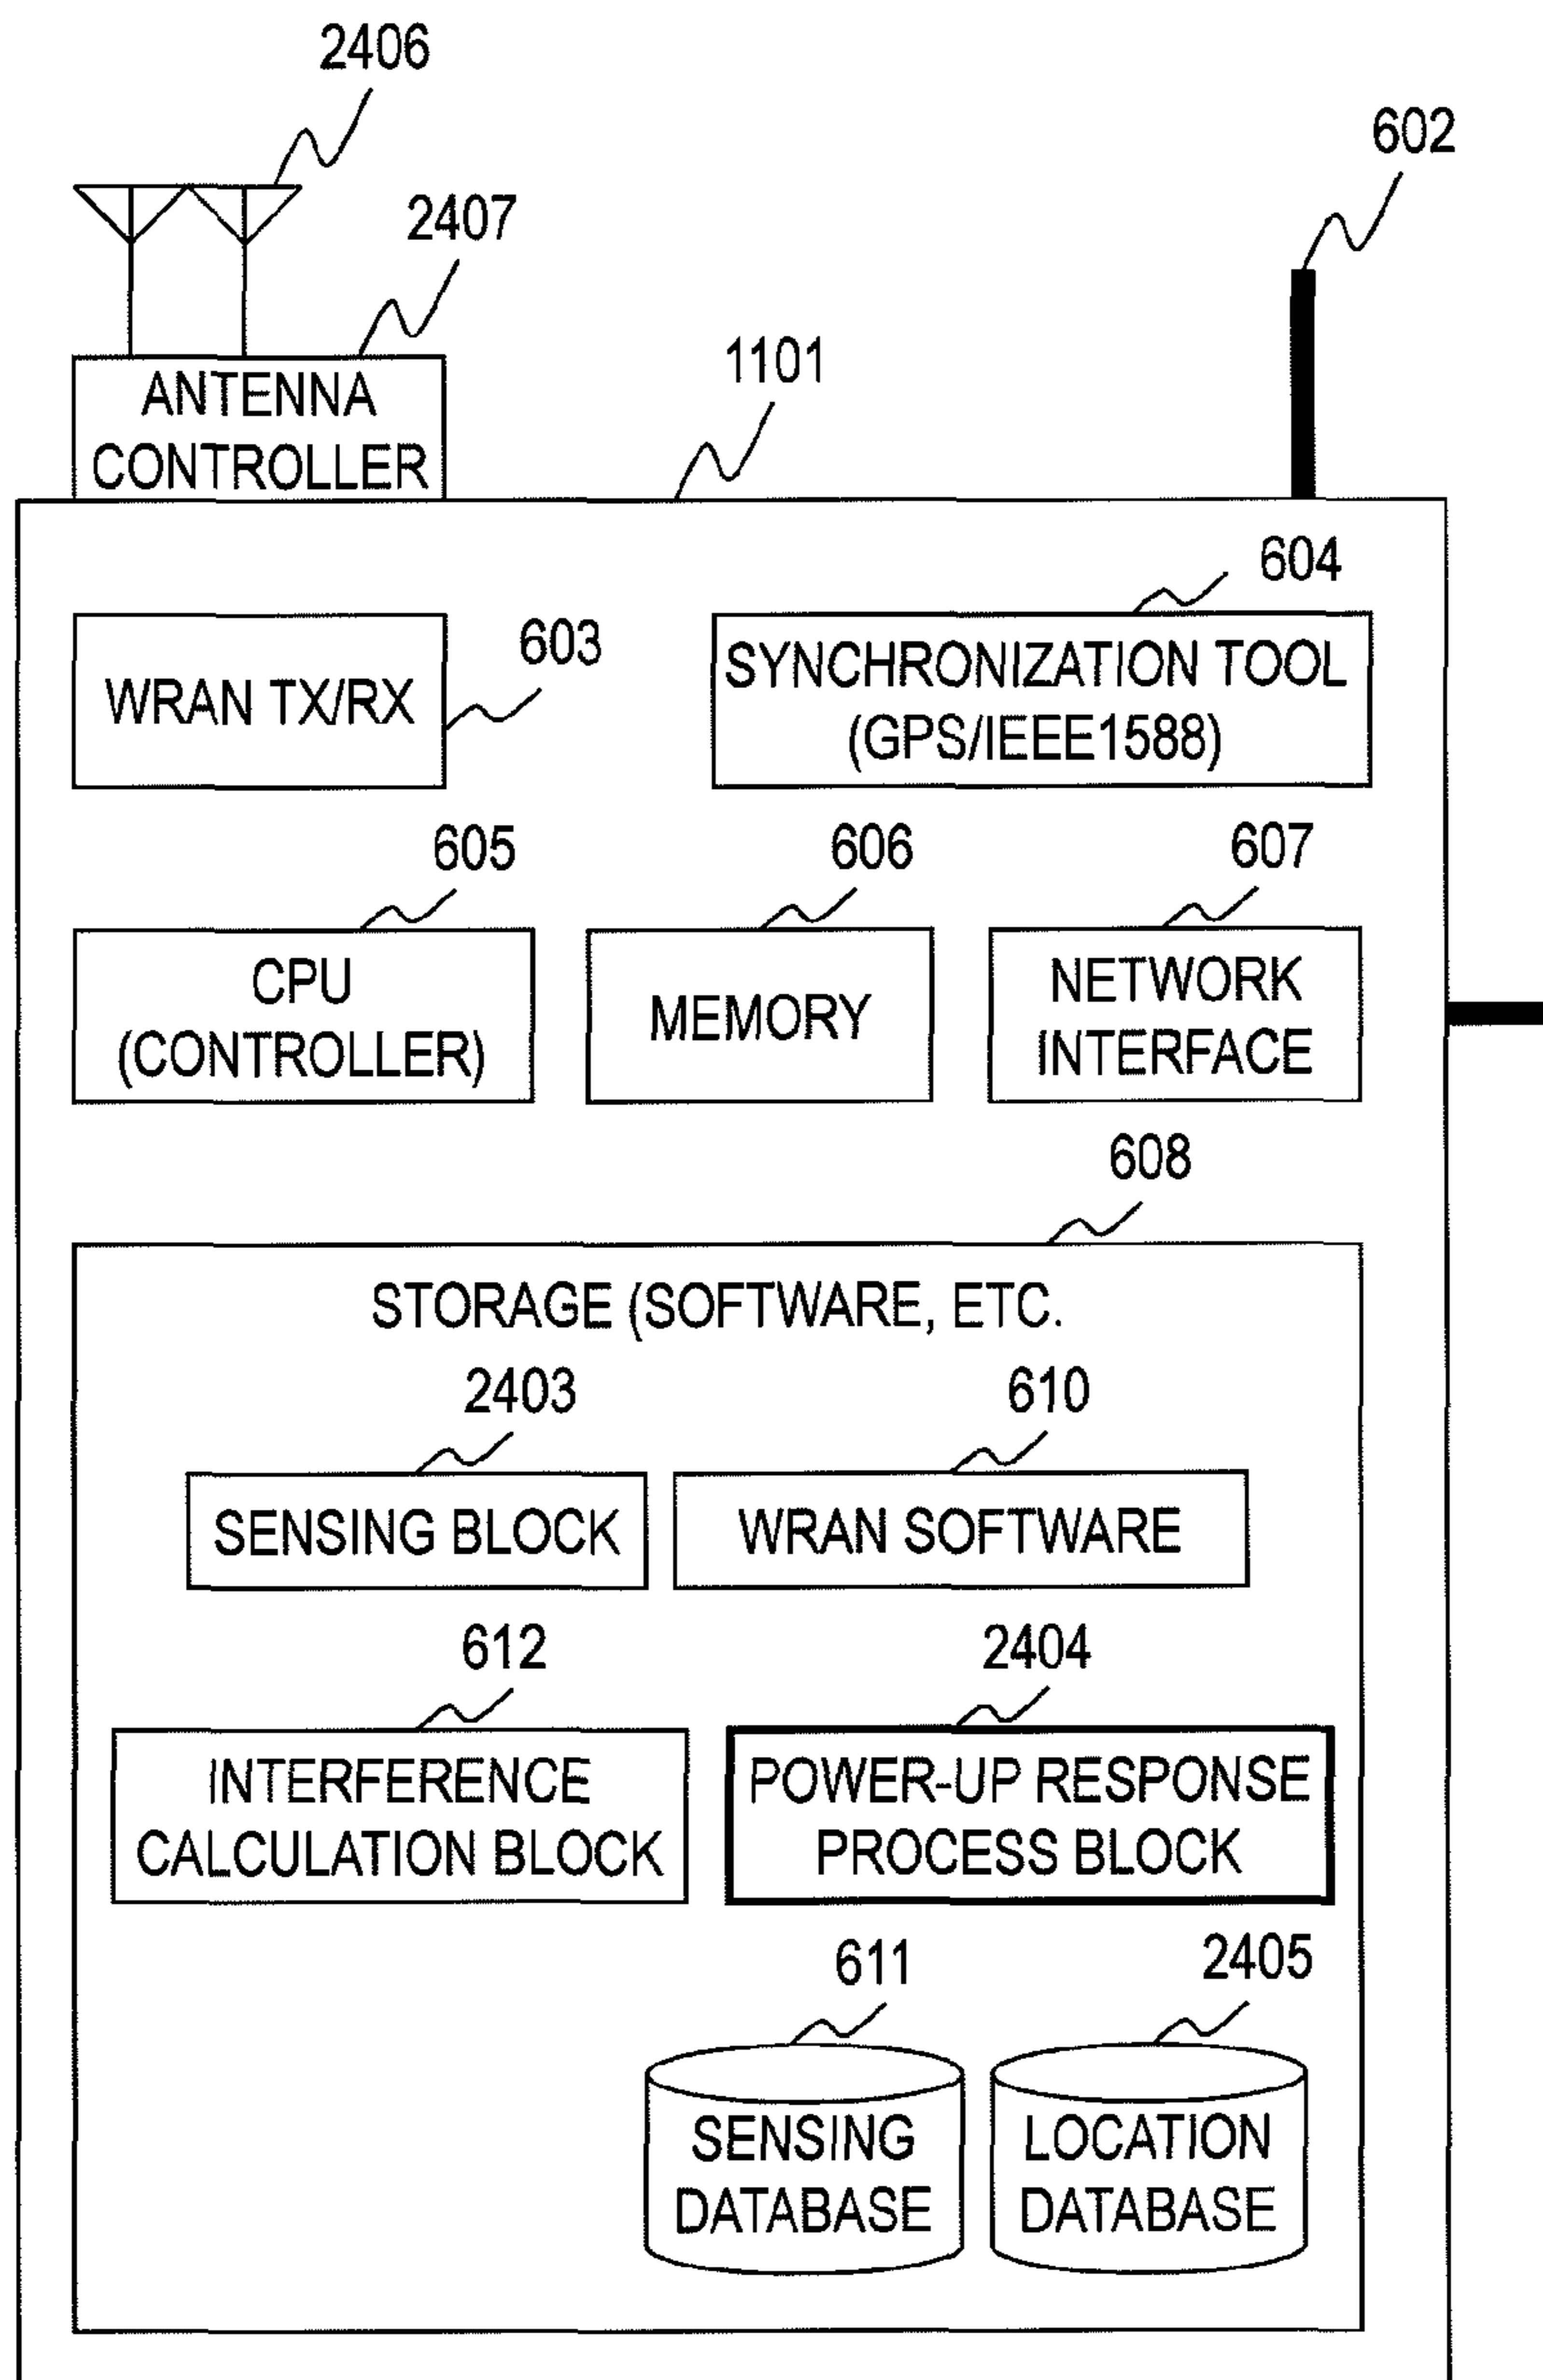 2406
602
2407
ANTENNA
CONTROLLER
1101
604
603
WRAN TX/RX
SYNCHRONIZATION TOOL
(GPS/IEEE1588)
605
606
607
CPU
(CONTROLLER)
MEMORY
NETWORK
INTERFACE
608
STORAGE (SOFTWARE, ETC.
2403
610
SENSING BLOCK
WRAN SOFTWARE
612
2404
INTERFERENCE
CALCULATION BLOCK
POWER-UP RESPONSE
PROCESS BLOCK
611
2405
SENSING
DATABASE
LOCATION
DATABASE